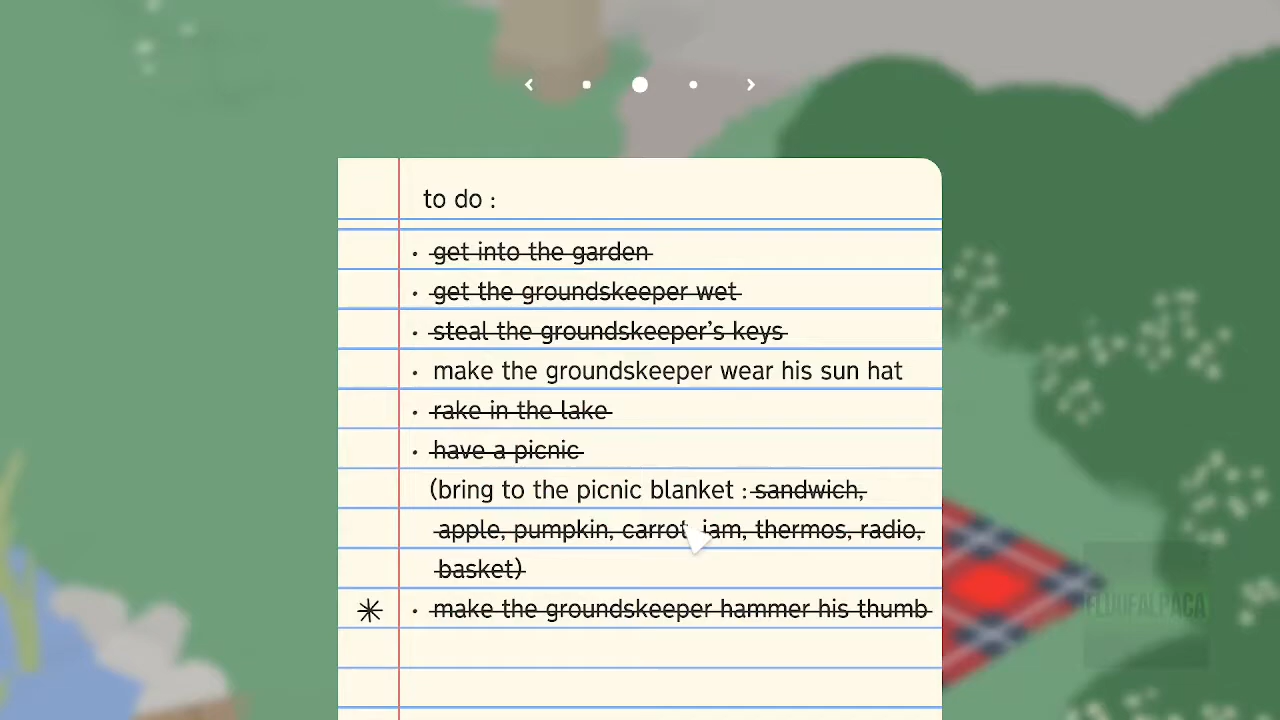 to do :
• get into the garden
• get the groundskeeper wet
• steal the groundskeeper's keys
• make the groundskeeper wear his sun hat
• rake in the lake
• have a picnic
(bring to the picnic blanket : sandwich,
apple, pumpkin, carrot, jam, thermos, radio,
basket)
• make the groundskeeper hammer his thumb
FLUFFALPACA